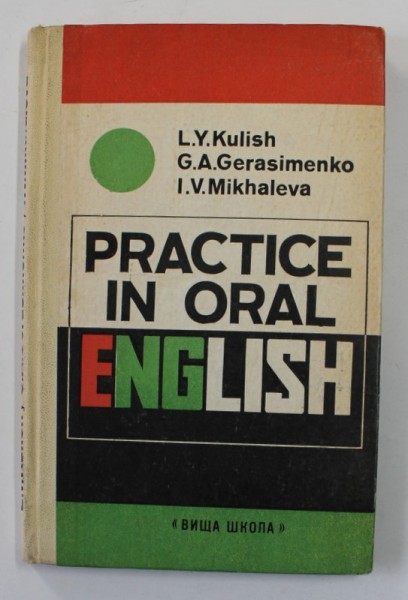 L.Y.Kulish
G.A.Gerasimenko
I.V.Mikhaleva
PRACTICE
IN ORAL
ENGLISH
«ВИЩА ШКОЛА»